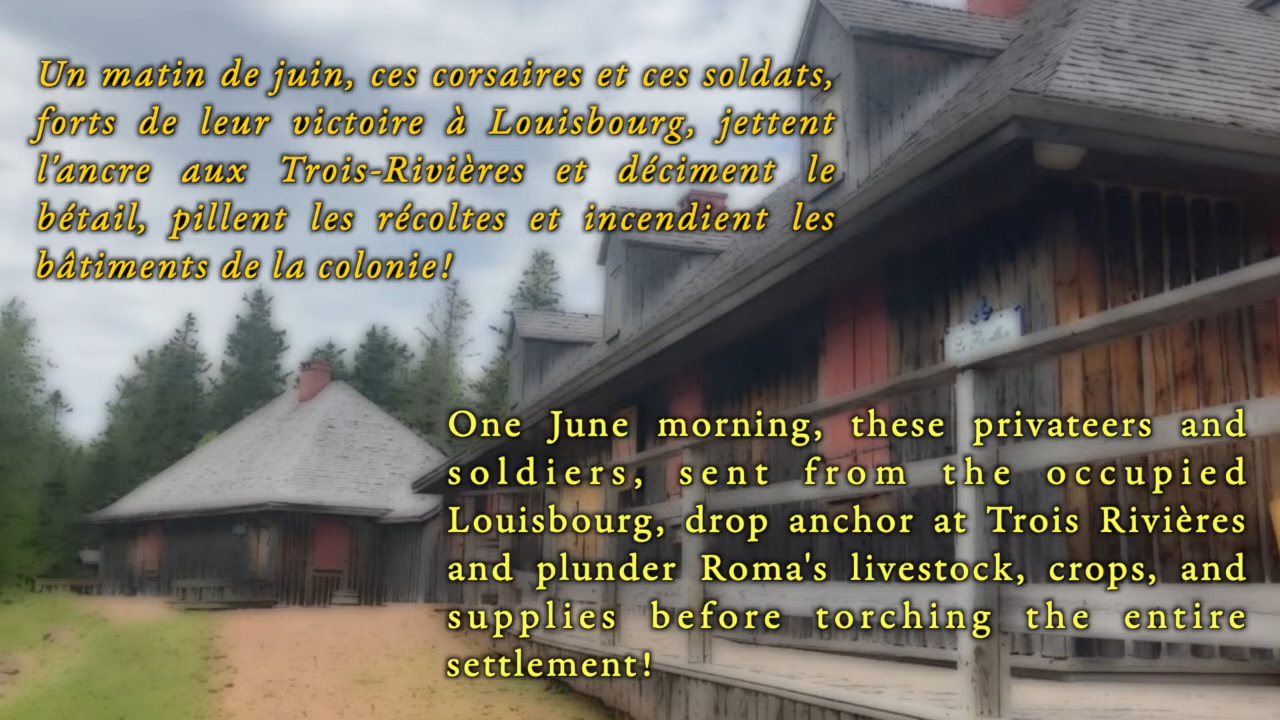 Un matin de juin, ces corsaires et ces soldats,
forts de leur victoire à Louisbourg, jettent
l'ancre aux Trois-Rivières et déciment le
bétail, pillent les récoltes et incendient les
bâtiments de la colonie!
One June morning, these privateers and
soldiers, sent from the occupied
Louisbourg, drop anchor at Trois Rivières
and plunder Roma's livestock, crops, and
supplies before torching the entire
settlement!